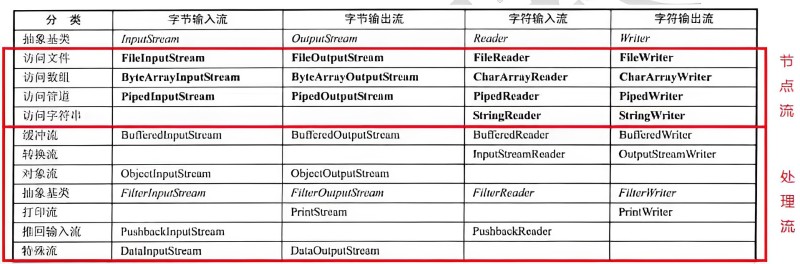 分 类 字节输入流 字节输出流 字符输入流 字符输出流
抽象基类 InputStream OutputStream Reader Writer
访问文件 FileInputStream FileOutputStream FileReader FileWriter
访问数组 ByteArrayInputStream ByteArrayOutputStream CharArrayReader CharArrayWriter
访问管道 PipedInputStream PipedOutputStream PipedReader PipedWriter
访问字符串 StringReader StringWriter
节点流
缓冲流 BufferedInputStream BufferedOutputStream BufferedReader BufferedWriter
转换流 InputStreamReader OutputStreamWriter
对象流 ObjectInputStream ObjectOutputStream
抽象基类 FilterInputStream FilterOutputStream FilterReader FilterWriter
打印流 PrintStream PrintWriter
推回输入流 PushbackInputStream PushbackReader
特殊流 DataInputStream DataOutputStream
处理流